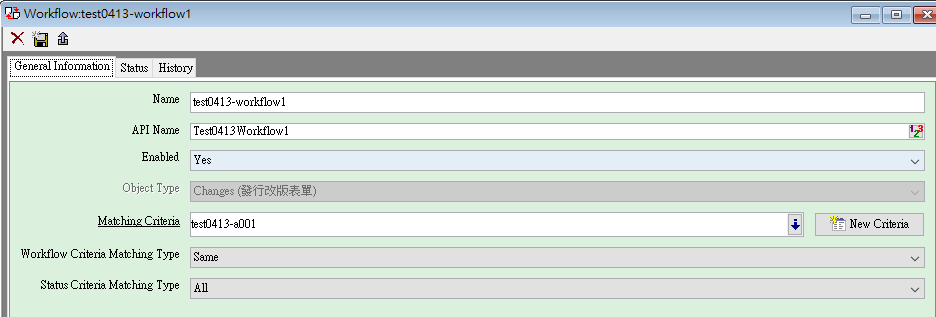 Workflow:test0413-workflow1
General Information Status History
Name test0413-workflow1
API Name Test0413Workflow1 123
Enabled Yes
Object Type Changes (發行改版表單)
Matching Criteria test0413-a001 New Criteria
Workflow Criteria Matching Type Same
Status Criteria Matching Type All